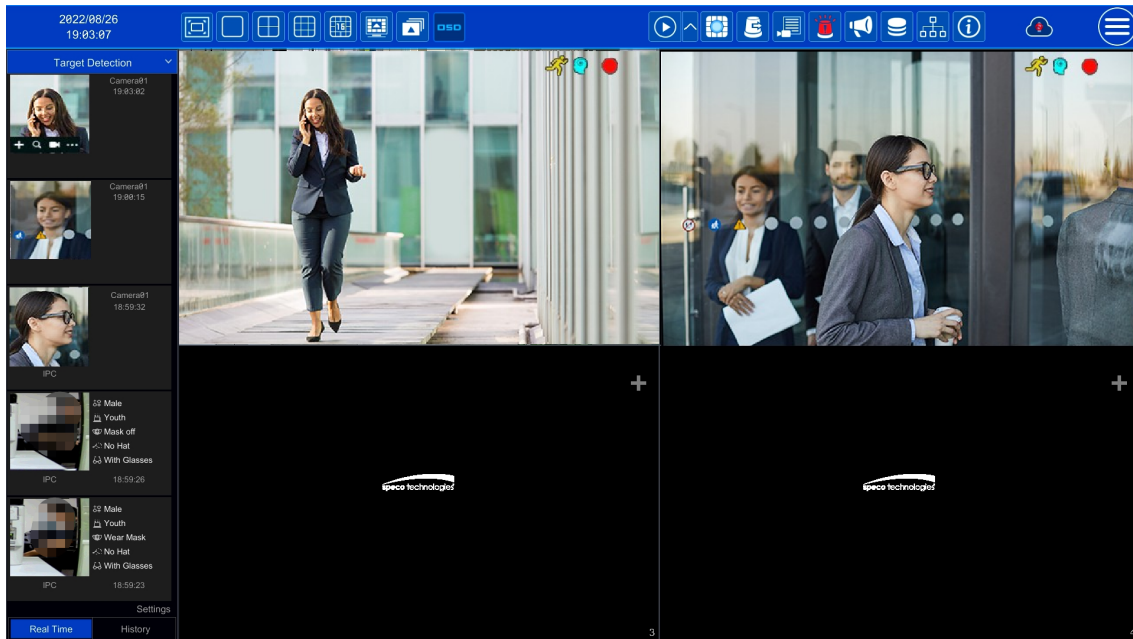 2022/08/26
19:03:07
16
OSD
Target Detection
Camera01
19:03:02
Camera01
19:00:15
Camera01
18:59:32
IPC
Male
Youth
Mask off
No Hat
With Glasses
IPC 18:59:26
Male
Youth
Wear Mask
No Hat
With Glasses
IPC 18:59:23
Settings
Real Time History
speco technologies
3
speco technologies
4